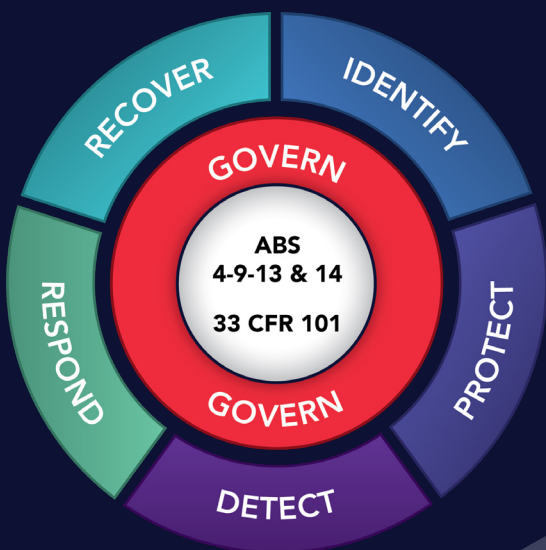 RECOVER
IDENTIFY
GOVERN
ABS
4-9-13 & 14
33 CFR 101
RESPOND
PROTECT
GOVERN
DETECT